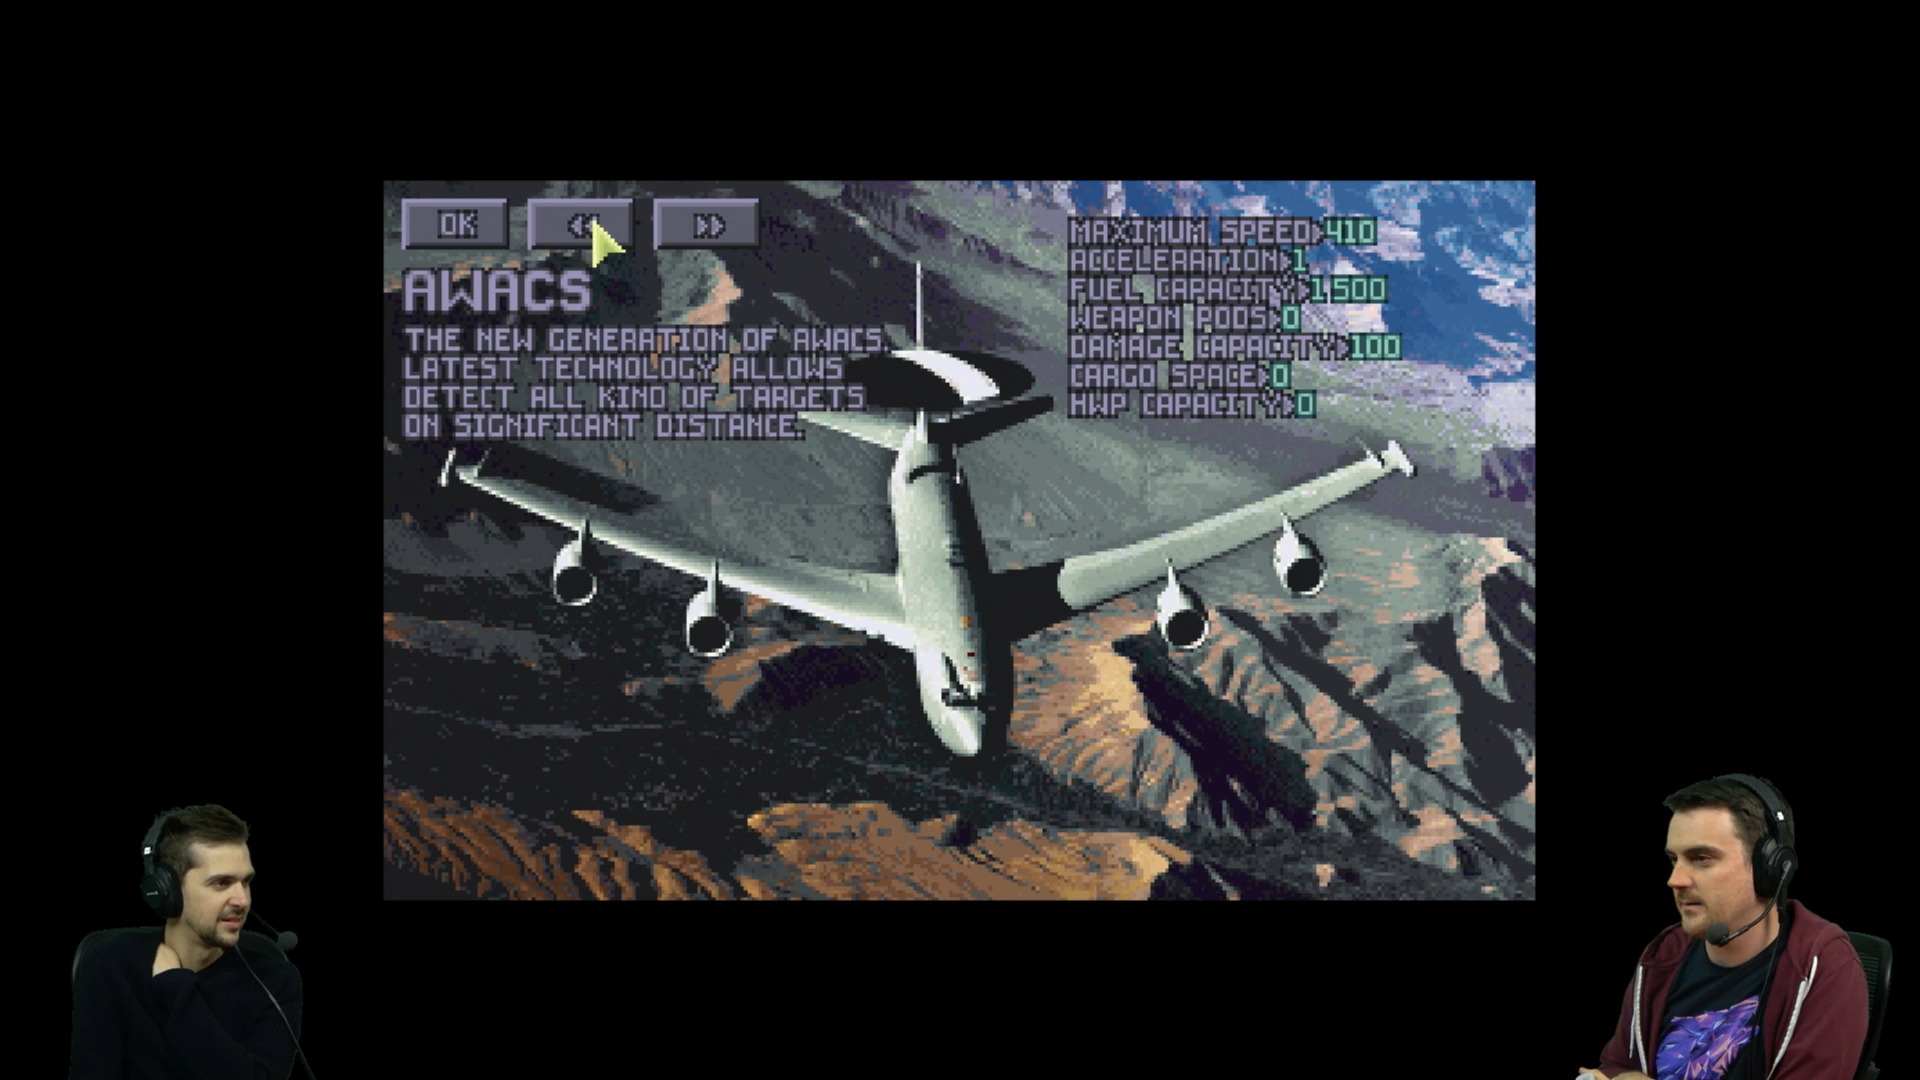 OK
AWACS
THE NEW GENERATION OF AWACS.
LATEST TECHNOLOGY ALLOWS
DETECT ALL KIND OF TARGETS
ON SIGNIFICANT DISTANCE.
MAXIMUM SPEED▶410
ACCELERATION▶1
FUEL CAPACITY▶1500
WEAPON PODS▶0
DAMAGE CAPACITY▶100
CARGO SPACE▶0
HWP CAPACITY▶0